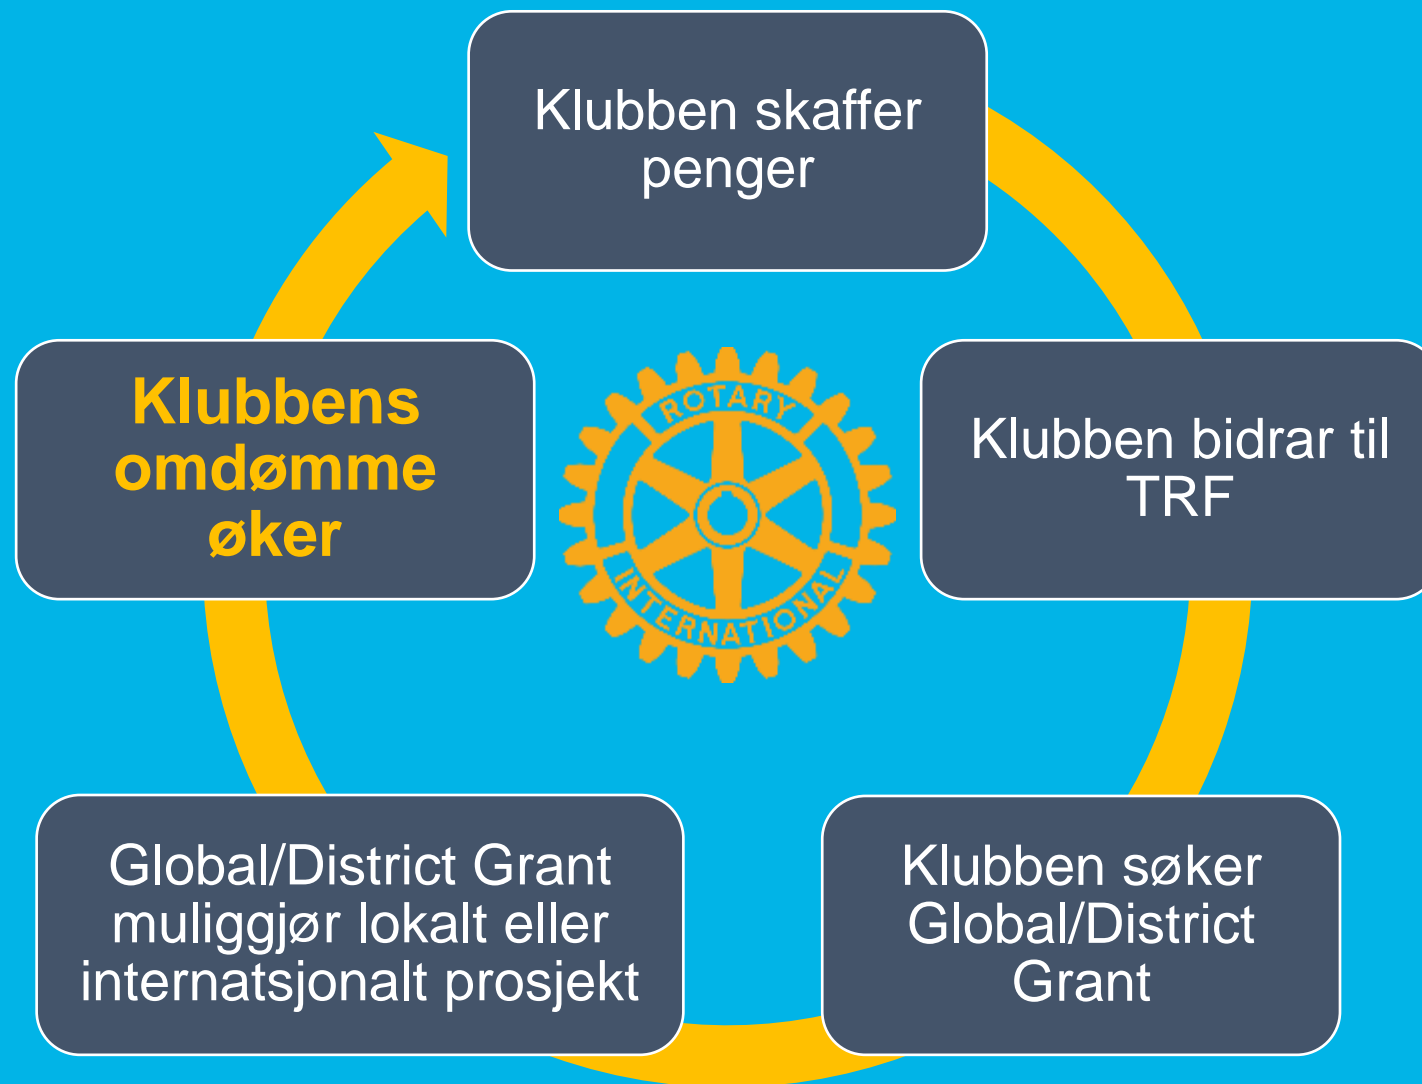 Klubben skaffer
penger
Klubben bidrar til
TRF
Klubben søker
Global/District
Grant
Global/District Grant
muliggjør lokalt eller
internatsjonalt prosjekt
Klubbens
omdømme
øker
ROTARY
INTERNATIONAL